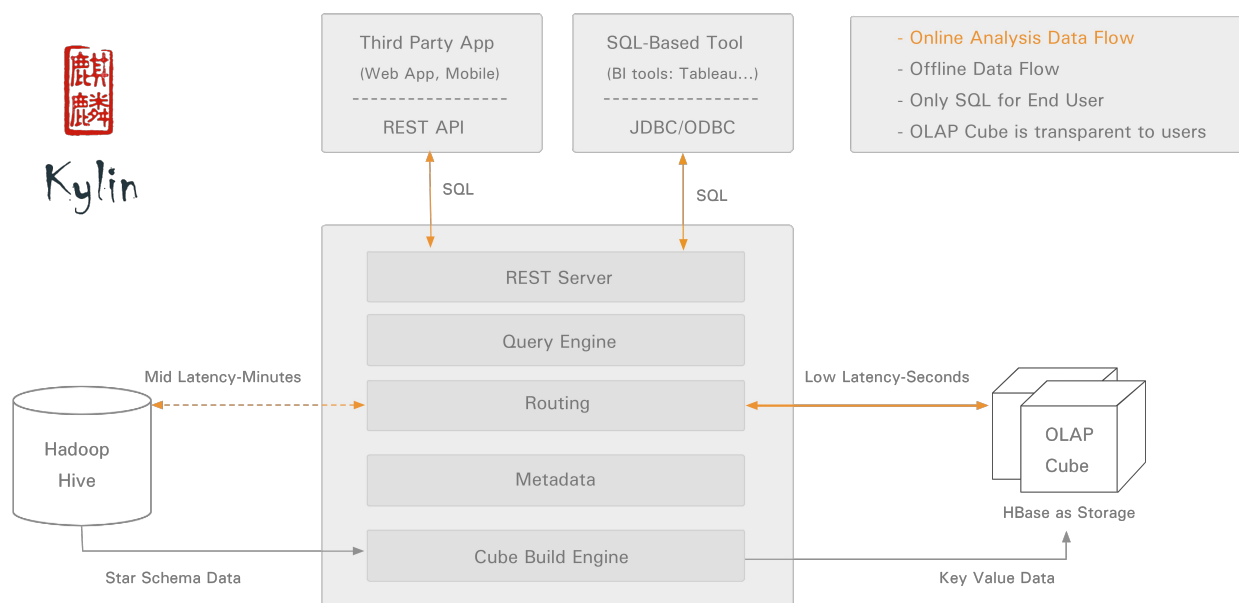 麒
麟
Kylin
Third Party App
(Web App, Mobile)
REST API
SQL-Based Tool
(BI tools: Tableau...)
JDBC/ODBC
- Online Analysis Data Flow
- Offline Data Flow
- Only SQL for End User
- OLAP Cube is transparent to users
SQL
SQL
REST Server
Query Engine
Mid Latency-Minutes
Routing
Low Latency-Seconds
Hadoop
Hive
OLAP
Cube
Metadata
HBase as Storage
Cube Build Engine
Star Schema Data
Key Value Data